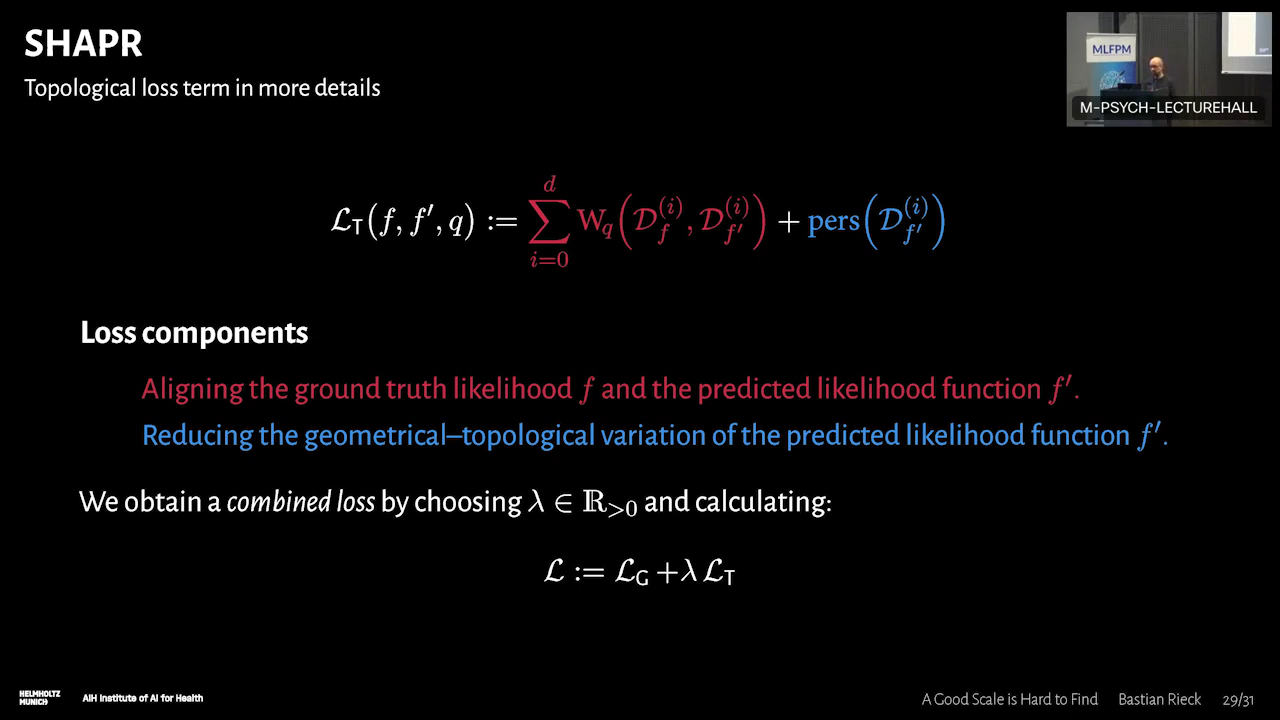 SHAPR
Topological loss term in more details
MLFPM
M-PSYCH-LECTUREHALL
ℒ_T(f, f′, q) := ∑_{i=0}^{d} W_q(𝒟_f^{(i)}, 𝒟_{f′}^{(i)}) + pers(𝒟_{f′}^{(i)})
Loss components
Aligning the ground truth likelihood f and the predicted likelihood function f′.
Reducing the geometrical–topological variation of the predicted likelihood function f′.
We obtain a combined loss by choosing λ ∈ ℝ_{>0} and calculating:
ℒ := ℒ_G + λ ℒ_T
HELMHOLTZ
MUNICH
AIH Institute of AI for Health
A Good Scale is Hard to Find Bastian Rieck 29/31